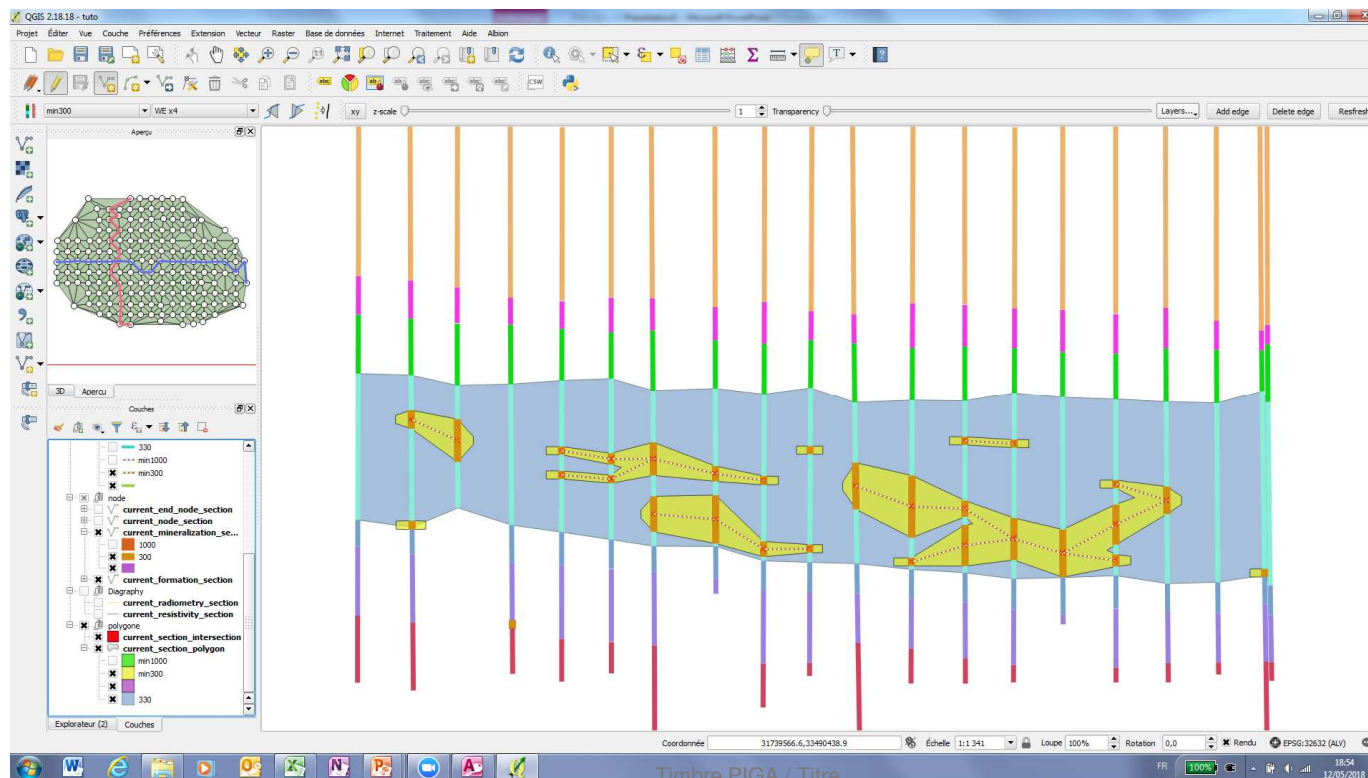 QGIS 2.18.18 - tuto
Projet Éditer Vue Couche Préférences Extension Vecteur Raster Base de données Internet Traitement Aide Albion
min300 WE x4 xy z-scale 1 Transparency Layers... Add edge Delete edge Resfresh
Aperçu
3D Aperçu
Couches
330
min1000
min300
node
current_end_node_section
current_node_section
current_mineralization_se...
1000
300
current_formation_section
Diagraphy
current_radiometry_section
current_resistivity_section
polygone
current_section_intersection
current_section_polygon
min1000
min300
330
Explorateur (2) Couches
Coordonnée 31739566.6,33490438.9 Échelle 1:1 341 Loupe 100% Rotation 0,0 Rendu EPSG:32632 (ALV)
Timbre PIGA / Titre
FR 100% 18:54
12/05/2018